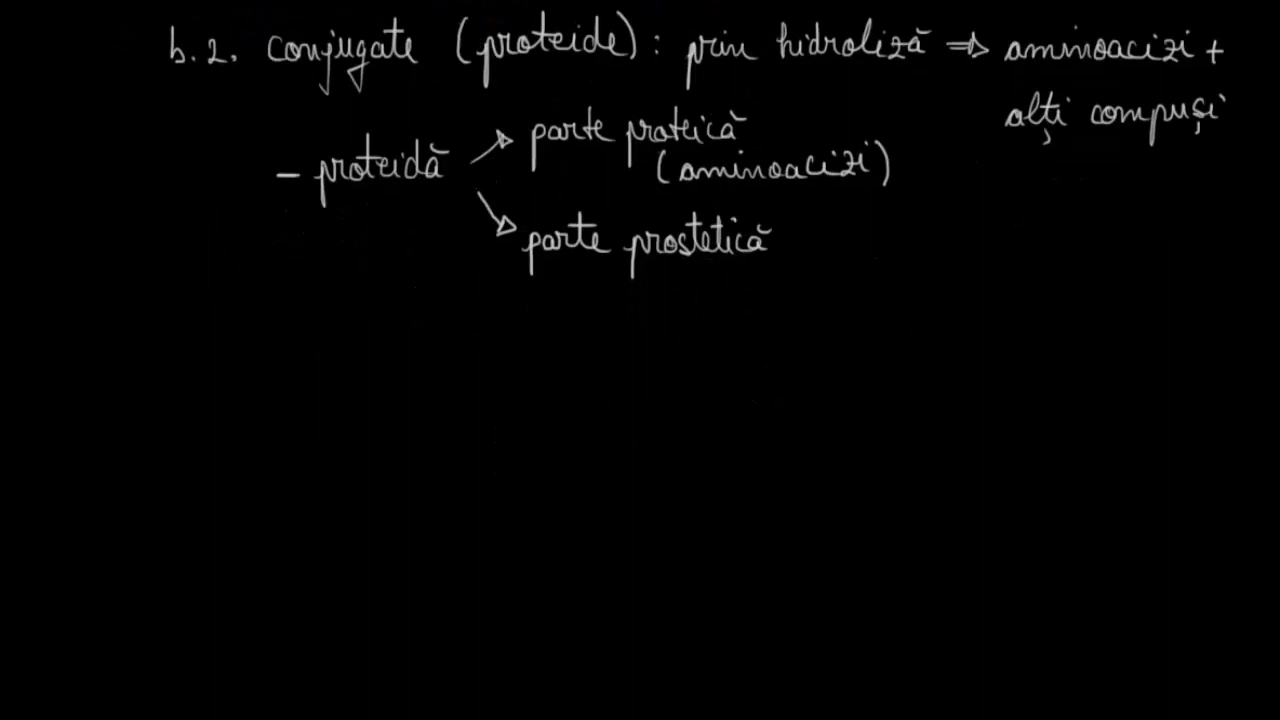 b.2. conjugate (proteide): prin hidroliză ⇒ aminoacizi +
alți compuși
- proteidă
parte proteică
(aminoacizi)
parte prostetică